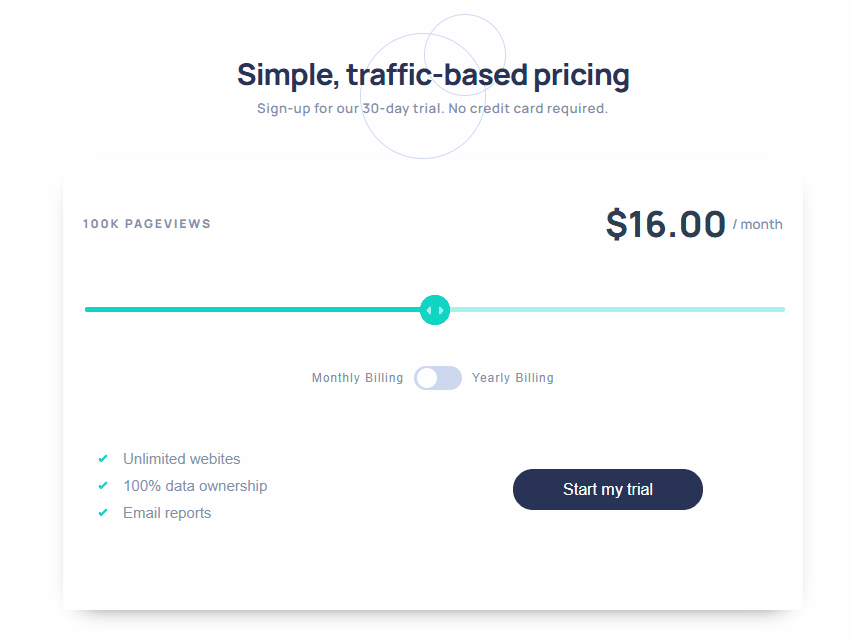 Simple, traffic-based pricing
Sign-up for our 30-day trial. No credit card required.
100K PAGEVIEWS
$16.00 / month
Monthly Billing
Yearly Billing
Unlimited webites
100% data ownership
Email reports
Start my trial